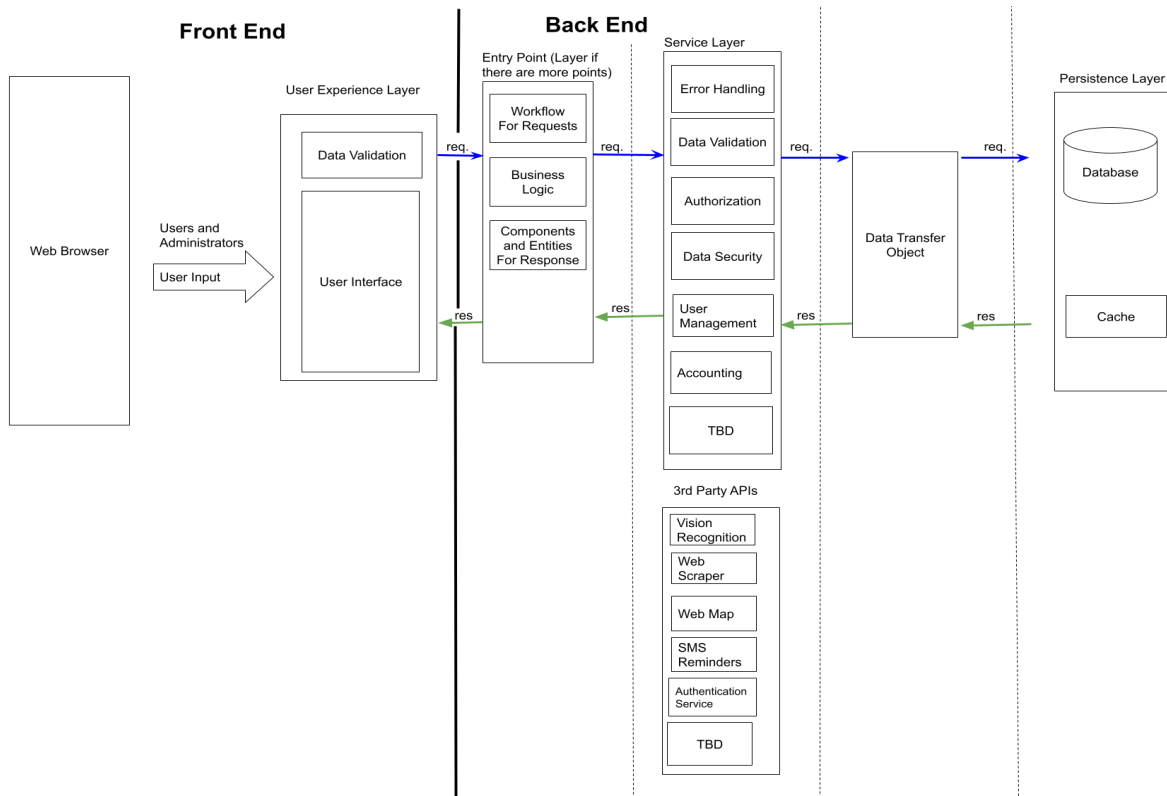 Front End
Back End
Web Browser
Users and
Administrators
User Input
User Experience Layer
Data Validation
User Interface
req.
res
Entry Point (Layer if
there are more points)
Workflow
For Requests
Business
Logic
Components
and Entities
For Response
req.
res
Service Layer
Error Handling
Data Validation
Authorization
Data Security
User
Management
Accounting
TBD
3rd Party APIs
Vision
Recognition
Web
Scraper
Web Map
SMS
Reminders
Authentication
Service
TBD
req.
res
Data Transfer
Object
req.
res
Persistence Layer
Database
Cache